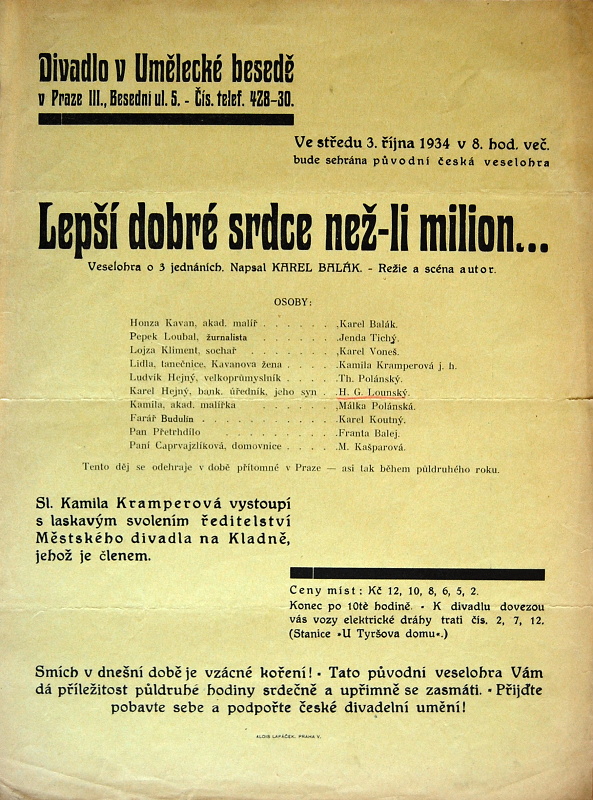 Divadlo v Umělecké besedě
v Praze III., Besední ul. 5. - Čís. telef. 428-30.
Ve středu 3. října 1934 v 8. hod. več.
bude sehrána původní česká veselohra
Lepší dobré srdce než-li milion...
Veselohra o 3 jednáních. Napsal KAREL BALÁK. - Režie a scéna autor.
OSOBY:
Honza Kavan, akad. malíř . . . . . . Karel Balák.
Pepek Loubal, žurnalista . . . . . . Jenda Tichý.
Lojza Kliment, sochař . . . . . . . Karel Voneš.
Lidla, tanečnice, Kavanova žena . . . . Kamila Kramperová j. h.
Ludvík Hejný, velkoprůmyslník . . . . Th. Polánský.
Karel Hejný, bank. úředník, jeho syn . H. G. Lounský.
Kamila, akad. malířka . . . . . . . Málka Polánská.
Farář Budulín . . . . . . . . . . Karel Koutný.
Pan Přetrhdílo . . . . . . . . . Franta Balej.
Paní Caprvajzlíková, domovnice . . . . M. Kašparová.
Tento děj se odehraje v době přítomné v Praze — asi tak během půldruhého roku.
Sl. Kamila Kramperová vystoupí
s laskavým svolením ředitelství
Městského divadla na Kladně,
jehož je členem.
Ceny míst: Kč 12, 10, 8, 6, 5, 2.
Konec po 10té hodině. - K divadlu dovezou
vás vozy elektrické dráhy trati čís. 2, 7, 12.
(Stanice »U Tyršova domu«.)
Smích v dnešní době je vzácné koření! - Tato původní veselohra Vám
dá příležitost půldruhé hodiny srdečně a upřimně se zasmáti. - Přijďte
pobavte sebe a podpořte české divadelní umění!
ALOIS LAPÁČEK, PRAHA V.